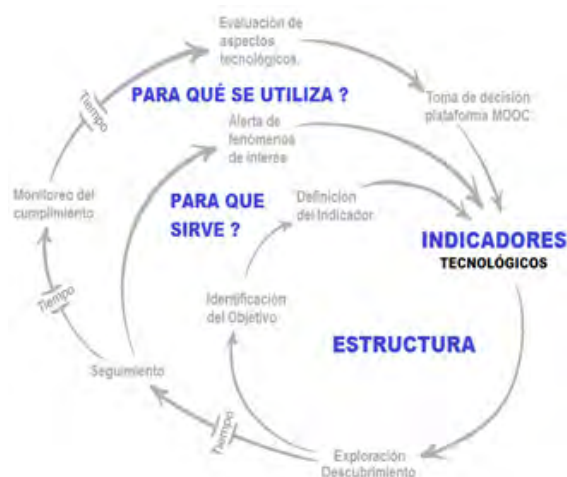 Evaluación de
aspectos
tecnológicos.
Tiempo
PARA QUÉ SE UTILIZA ?
Toma de decisión
plataforma MOOC
Alerta de
fenómenos
de interés
Monitoreo del
cumplimiento
PARA QUE
SIRVE ?
Definición
del Indicador
INDICADORES
TECNOLÓGICOS
Tiempo
Identificación
del Objetivo
ESTRUCTURA
Seguimiento
Tiempo
Exploración
Descubrimiento